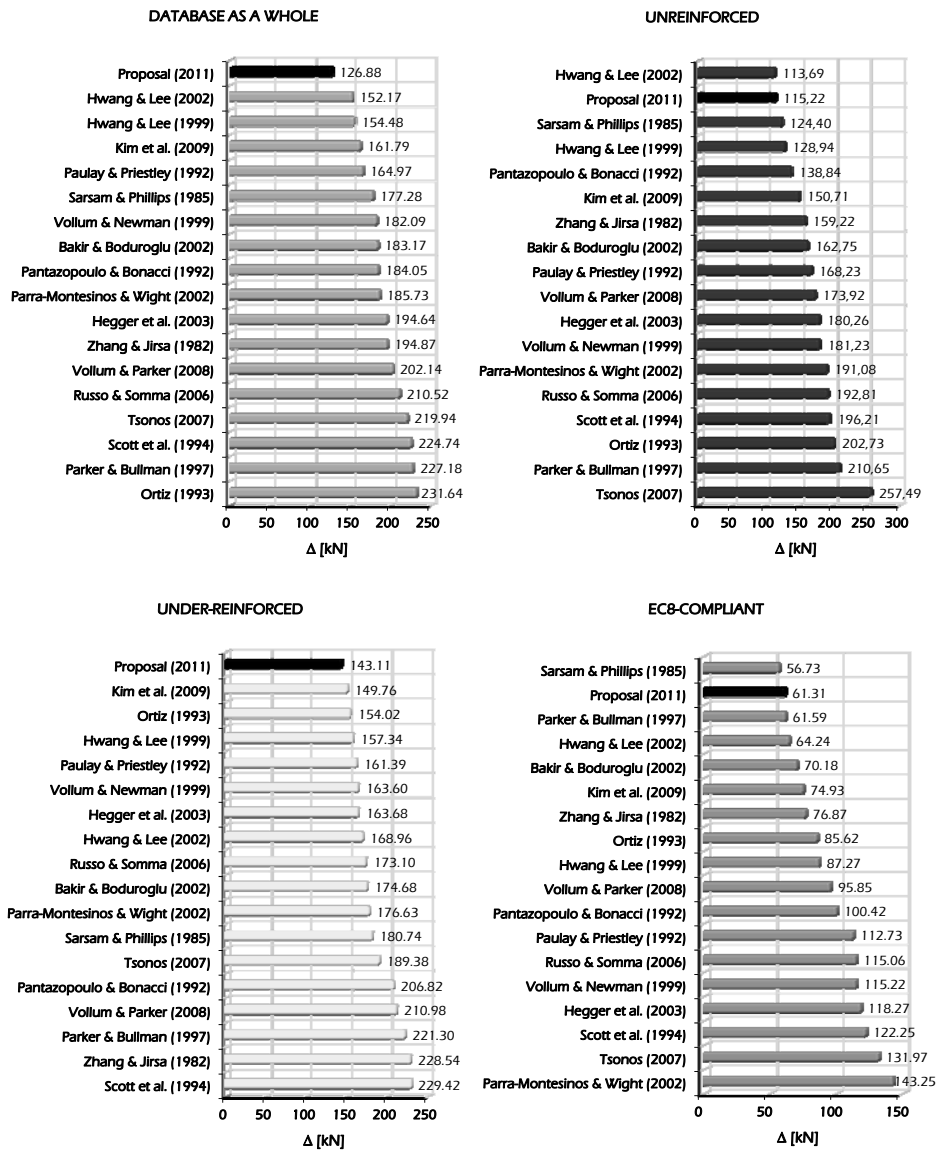 DATABASE AS A WHOLE
Proposal (2011) 126.88
Hwang & Lee (2002) 152.17
Hwang & Lee (1999) 154.48
Kim et al. (2009) 161.79
Paulay & Priestley (1992) 164.97
Sarsam & Phillips (1985) 177.28
Vollum & Newman (1999) 182.09
Bakir & Boduroglu (2002) 183.17
Pantazopoulo & Bonacci (1992) 184.05
Parra-Montesinos & Wight (2002) 185.73
Hegger et al. (2003) 194.64
Zhang & Jirsa (1982) 194.87
Vollum & Parker (2008) 202.14
Russo & Somma (2006) 210.52
Tsonos (2007) 219.94
Scott et al. (1994) 224.74
Parker & Bullman (1997) 227.18
Ortiz (1993) 231.64
0 50 100 150 200 250
Δ [kN]
UNREINFORCED
Hwang & Lee (2002) 113,69
Proposal (2011) 115,22
Sarsam & Phillips (1985) 124,40
Hwang & Lee (1999) 128,94
Pantazopoulo & Bonacci (1992) 138,84
Kim et al. (2009) 150,71
Zhang & Jirsa (1982) 159,22
Bakir & Boduroglu (2002) 162,75
Paulay & Priestley (1992) 168,23
Vollum & Parker (2008) 173,92
Hegger et al. (2003) 180,26
Vollum & Newman (1999) 181,23
Parra-Montesinos & Wight (2002) 191,08
Russo & Somma (2006) 192,81
Scott et al. (1994) 196,21
Ortiz (1993) 202,73
Parker & Bullman (1997) 210,65
Tsonos (2007) 257,49
0 50 100 150 200 250 300
Δ [kN]
UNDER-REINFORCED
Proposal (2011) 143.11
Kim et al. (2009) 149.76
Ortiz (1993) 154.02
Hwang & Lee (1999) 157.34
Paulay & Priestley (1992) 161.39
Vollum & Newman (1999) 163.60
Hegger et al. (2003) 163.68
Hwang & Lee (2002) 168.96
Russo & Somma (2006) 173.10
Bakir & Boduroglu (2002) 174.68
Parra-Montesinos & Wight (2002) 176.63
Sarsam & Phillips (1985) 180.74
Tsonos (2007) 189.38
Pantazopoulo & Bonacci (1992) 206.82
Vollum & Parker (2008) 210.98
Parker & Bullman (1997) 221.30
Zhang & Jirsa (1982) 228.54
Scott et al. (1994) 229.42
0 50 100 150 200 250
Δ [kN]
EC8-COMPLIANT
Sarsam & Phillips (1985) 56.73
Proposal (2011) 61.31
Parker & Bullman (1997) 61.59
Hwang & Lee (2002) 64.24
Bakir & Boduroglu (2002) 70.18
Kim et al. (2009) 74.93
Zhang & Jirsa (1982) 76.87
Ortiz (1993) 85.62
Hwang & Lee (1999) 87.27
Vollum & Parker (2008) 95.85
Pantazopoulo & Bonacci (1992) 100.42
Paulay & Priestley (1992) 112.73
Russo & Somma (2006) 115.06
Vollum & Newman (1999) 115.22
Hegger et al. (2003) 118.27
Scott et al. (1994) 122.25
Tsonos (2007) 131.97
Parra-Montesinos & Wight (2002) 143.25
0 50 100 150
Δ [kN]